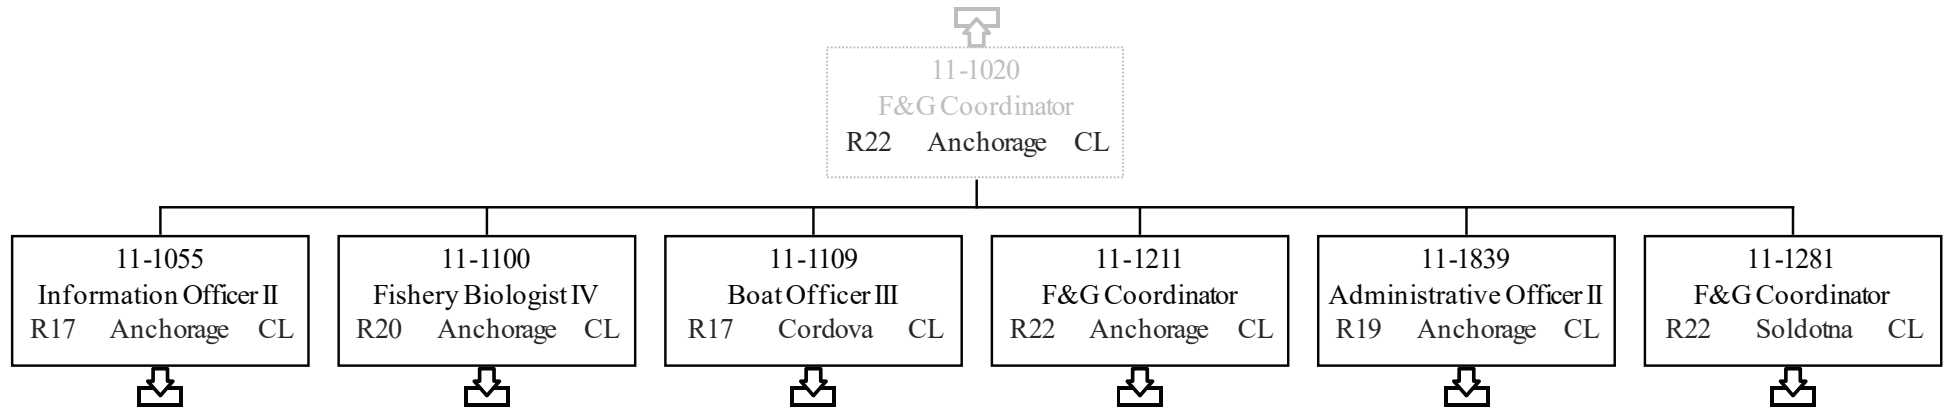 11-1020
F&G Coordinator
R22 Anchorage CL
11-1055
Information Officer II
R17 Anchorage CL
11-1100
Fishery Biologist IV
R20 Anchorage CL
11-1109
Boat Officer III
R17 Cordova CL
11-1211
F&G Coordinator
R22 Anchorage CL
11-1839
Administrative Officer II
R19 Anchorage CL
11-1281
F&G Coordinator
R22 Soldotna CL